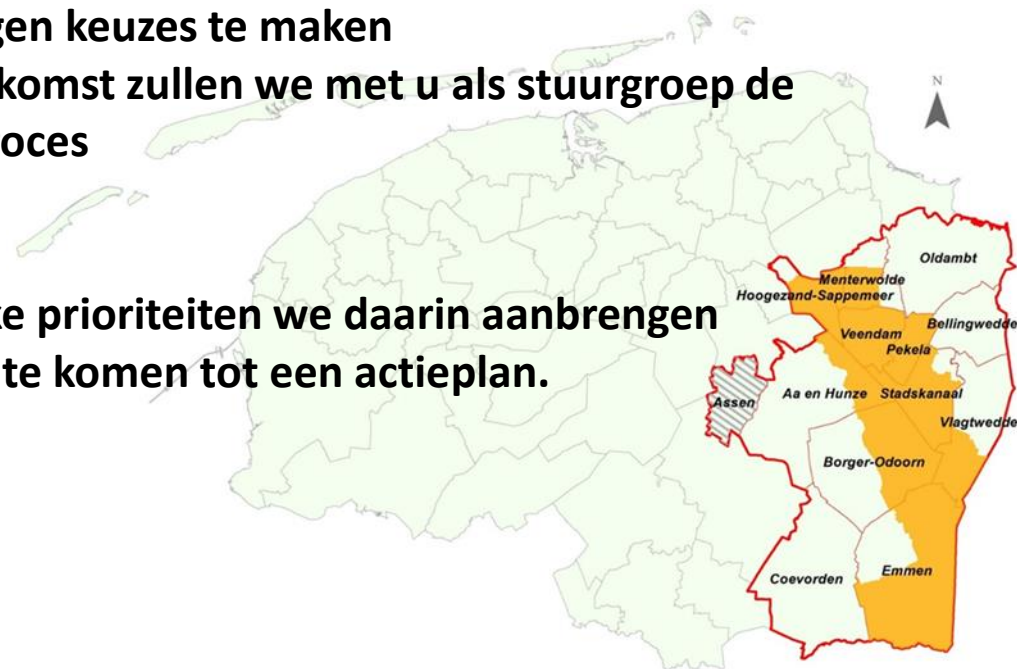 gen keuzes te maken
komst zullen we met u als stuurgroep de
oces
ke prioriteiten we daarin aanbrengen
te komen tot een actieplan.
N
Oldambt
Menterwolde
Hoogezand-Sappemeer
Veendam
Bellingwedde
Pekela
Assen
Aa en Hunze
Stadskanaal
Vlagtwedde
Borger-Odoorn
Coevorden
Emmen